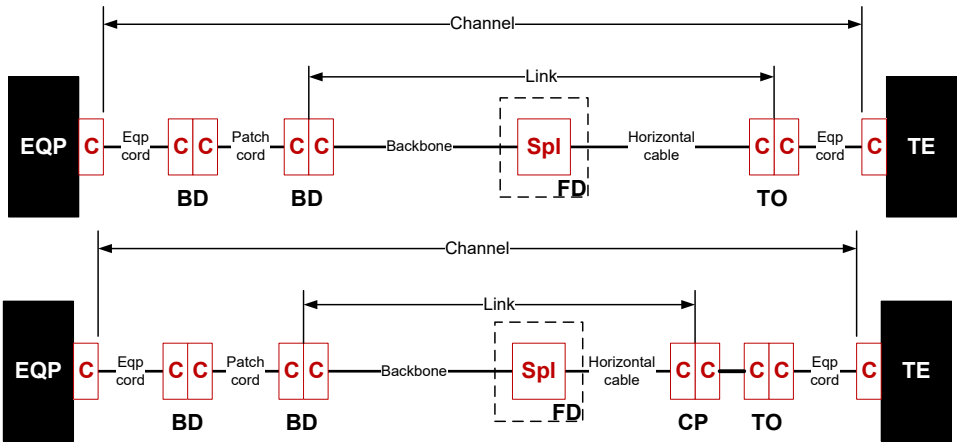 Channel
Link
EQP C Eqp cord C C Patch cord C C Backbone Spl Horizontal cable C C Eqp cord C TE
FD
BD BD TO
Channel
Link
EQP C Eqp cord C C Patch cord C C Backbone Spl Horizontal cable C C C C Eqp cord C TE
FD
BD BD CP TO